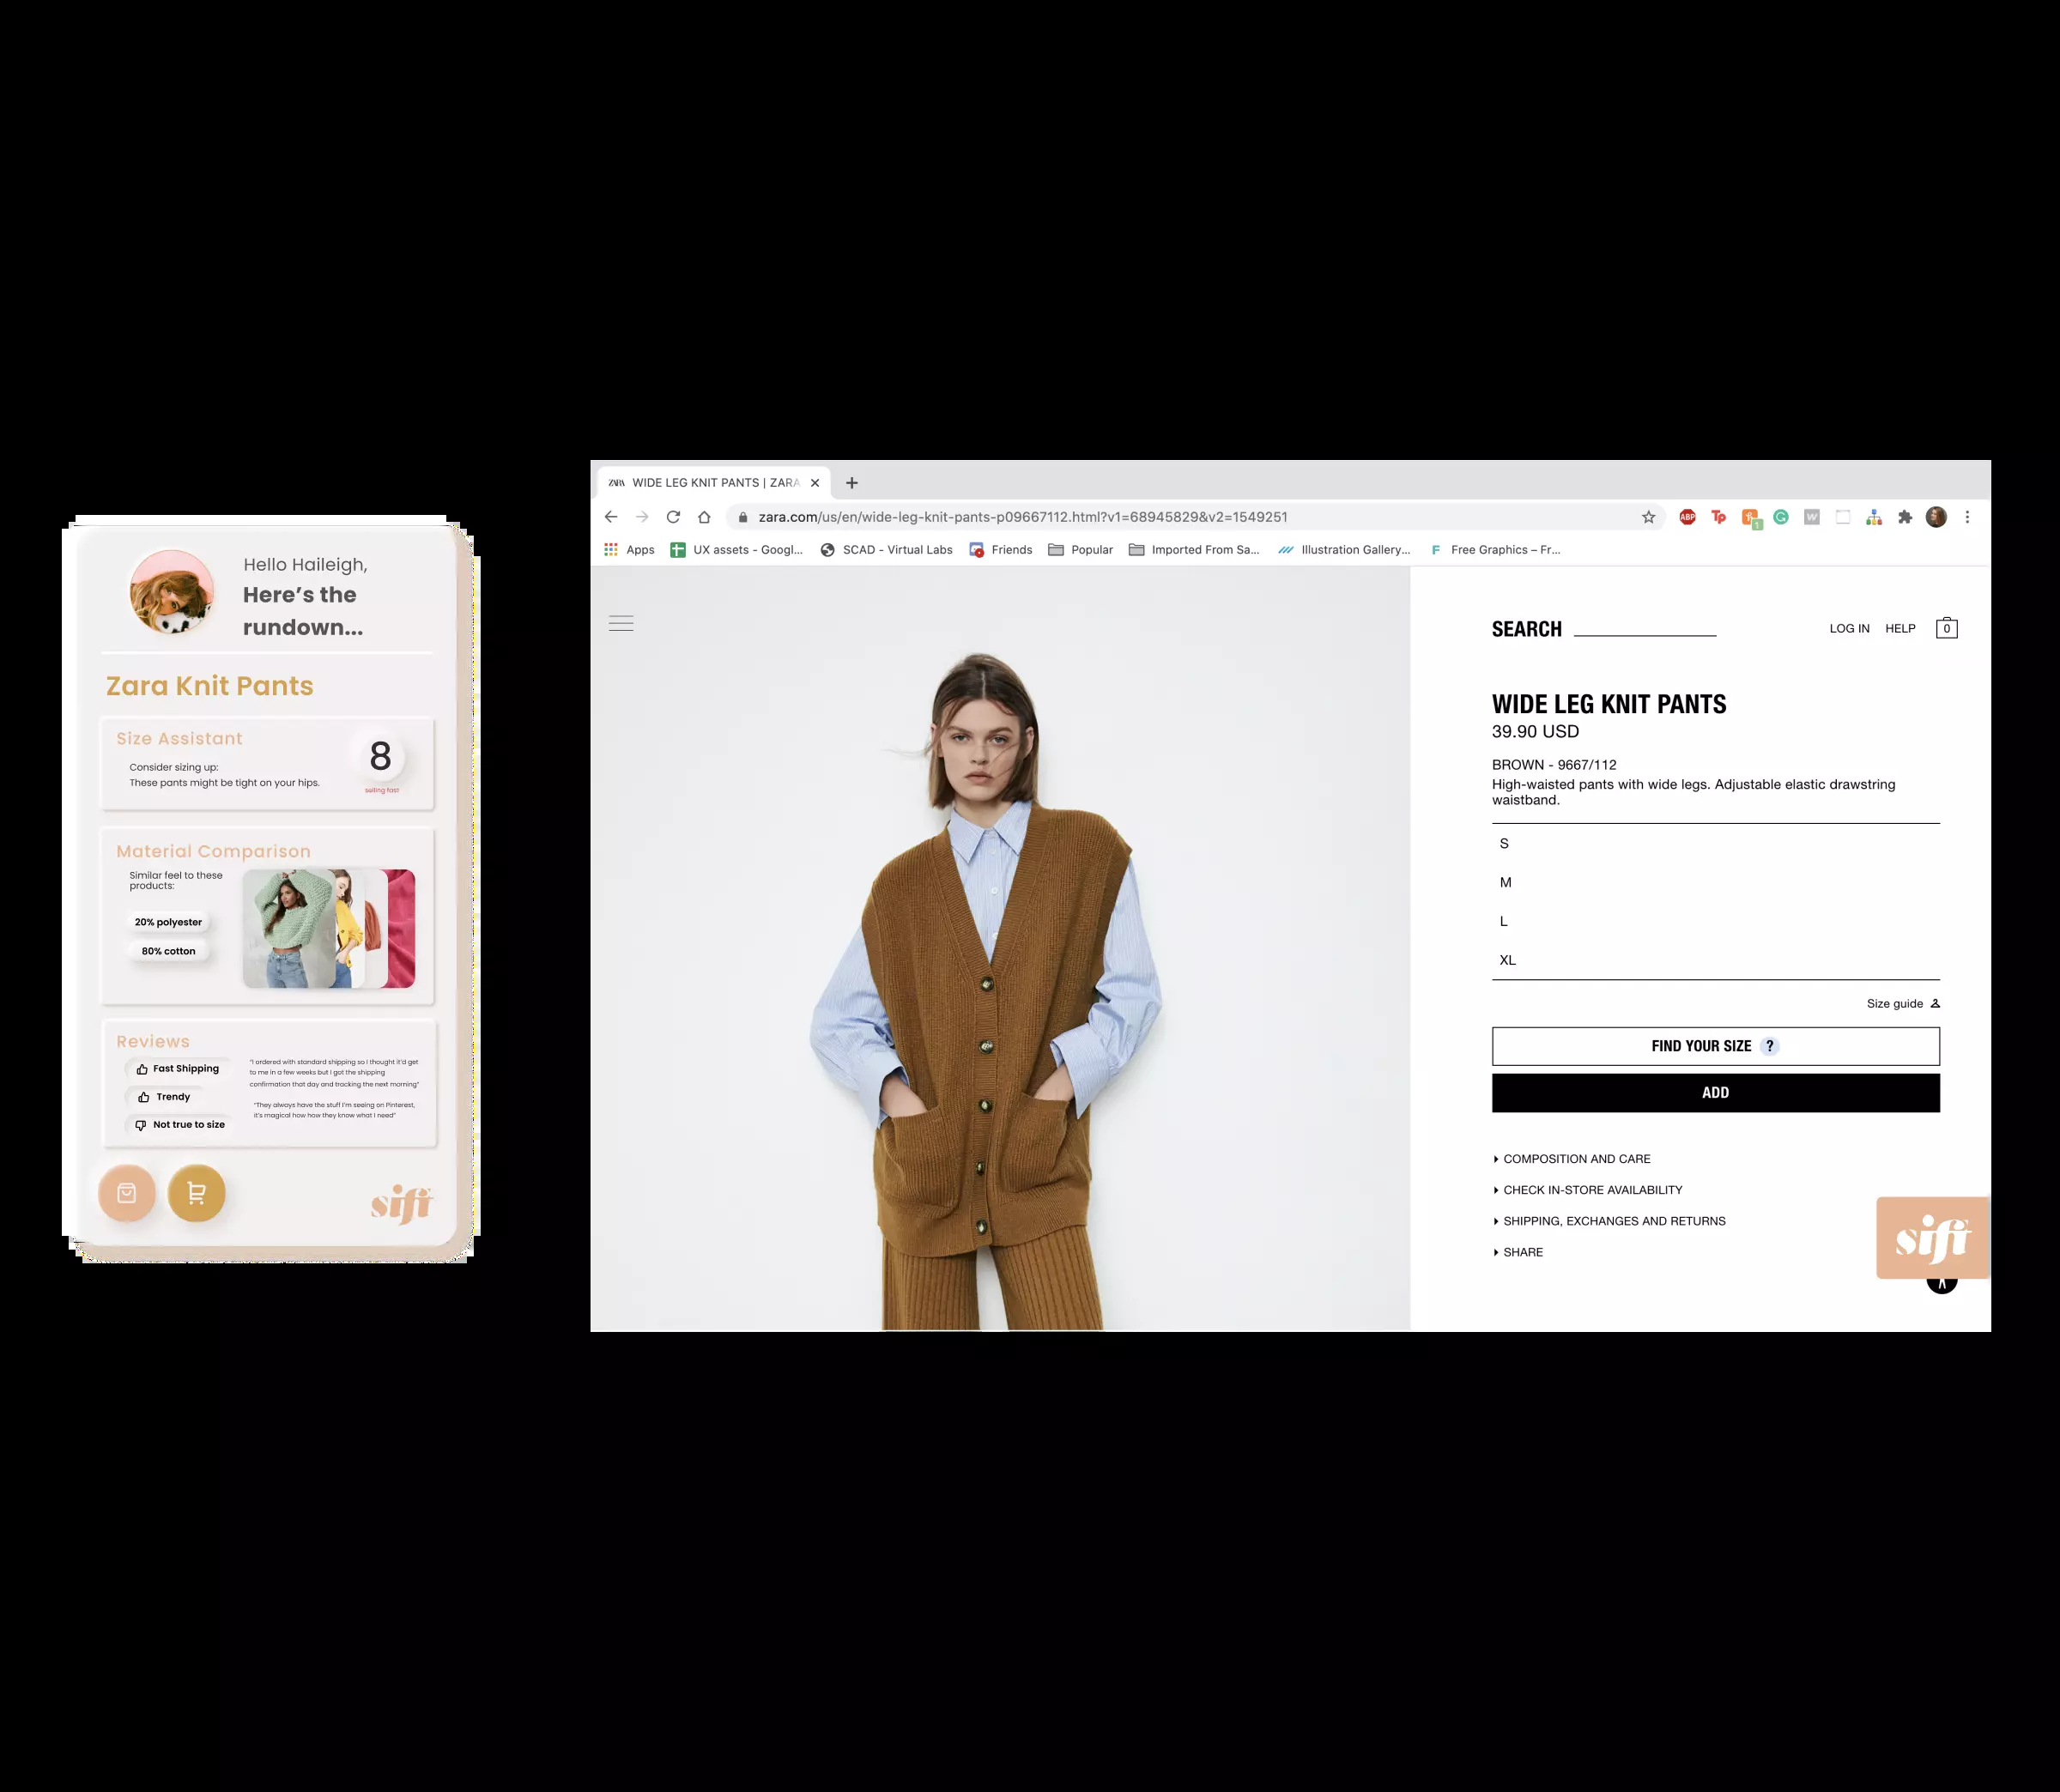 Hello Haileigh,
Here's the
rundown...
Zara Knit Pants
Size Assistant
Consider sizing up:
These pants might be tight on your hips.
8
selling fast
Material Comparison
Similar feel to these
products:
20% polyester
80% cotton
Reviews
Fast Shipping
Trendy
Not true to size
"I ordered with standard shipping so I thought it'd get
to me in a few weeks but I got the shipping
confirmation that day and tracking the next morning"
"They always have the stuff I'm seeing on Pinterest,
it's magical how how they know what I need"
sift
ZARA WIDE LEG KNIT PANTS | ZARA
zara.com/us/en/wide-leg-knit-pants-p09667112.html?v1=68945829&v2=1549251
ABP Tp 1 G W
Apps UX assets - Googl... SCAD - Virtual Labs Friends Popular Imported From Sa... Illustration Gallery... F Free Graphics – Fr...
SEARCH LOG IN HELP 0
WIDE LEG KNIT PANTS
39.90 USD
BROWN - 9667/112
High-waisted pants with wide legs. Adjustable elastic drawstring
waistband.
S
M
L
XL
Size guide
FIND YOUR SIZE ?
ADD
COMPOSITION AND CARE
CHECK IN-STORE AVAILABILITY
SHIPPING, EXCHANGES AND RETURNS
SHARE
sift